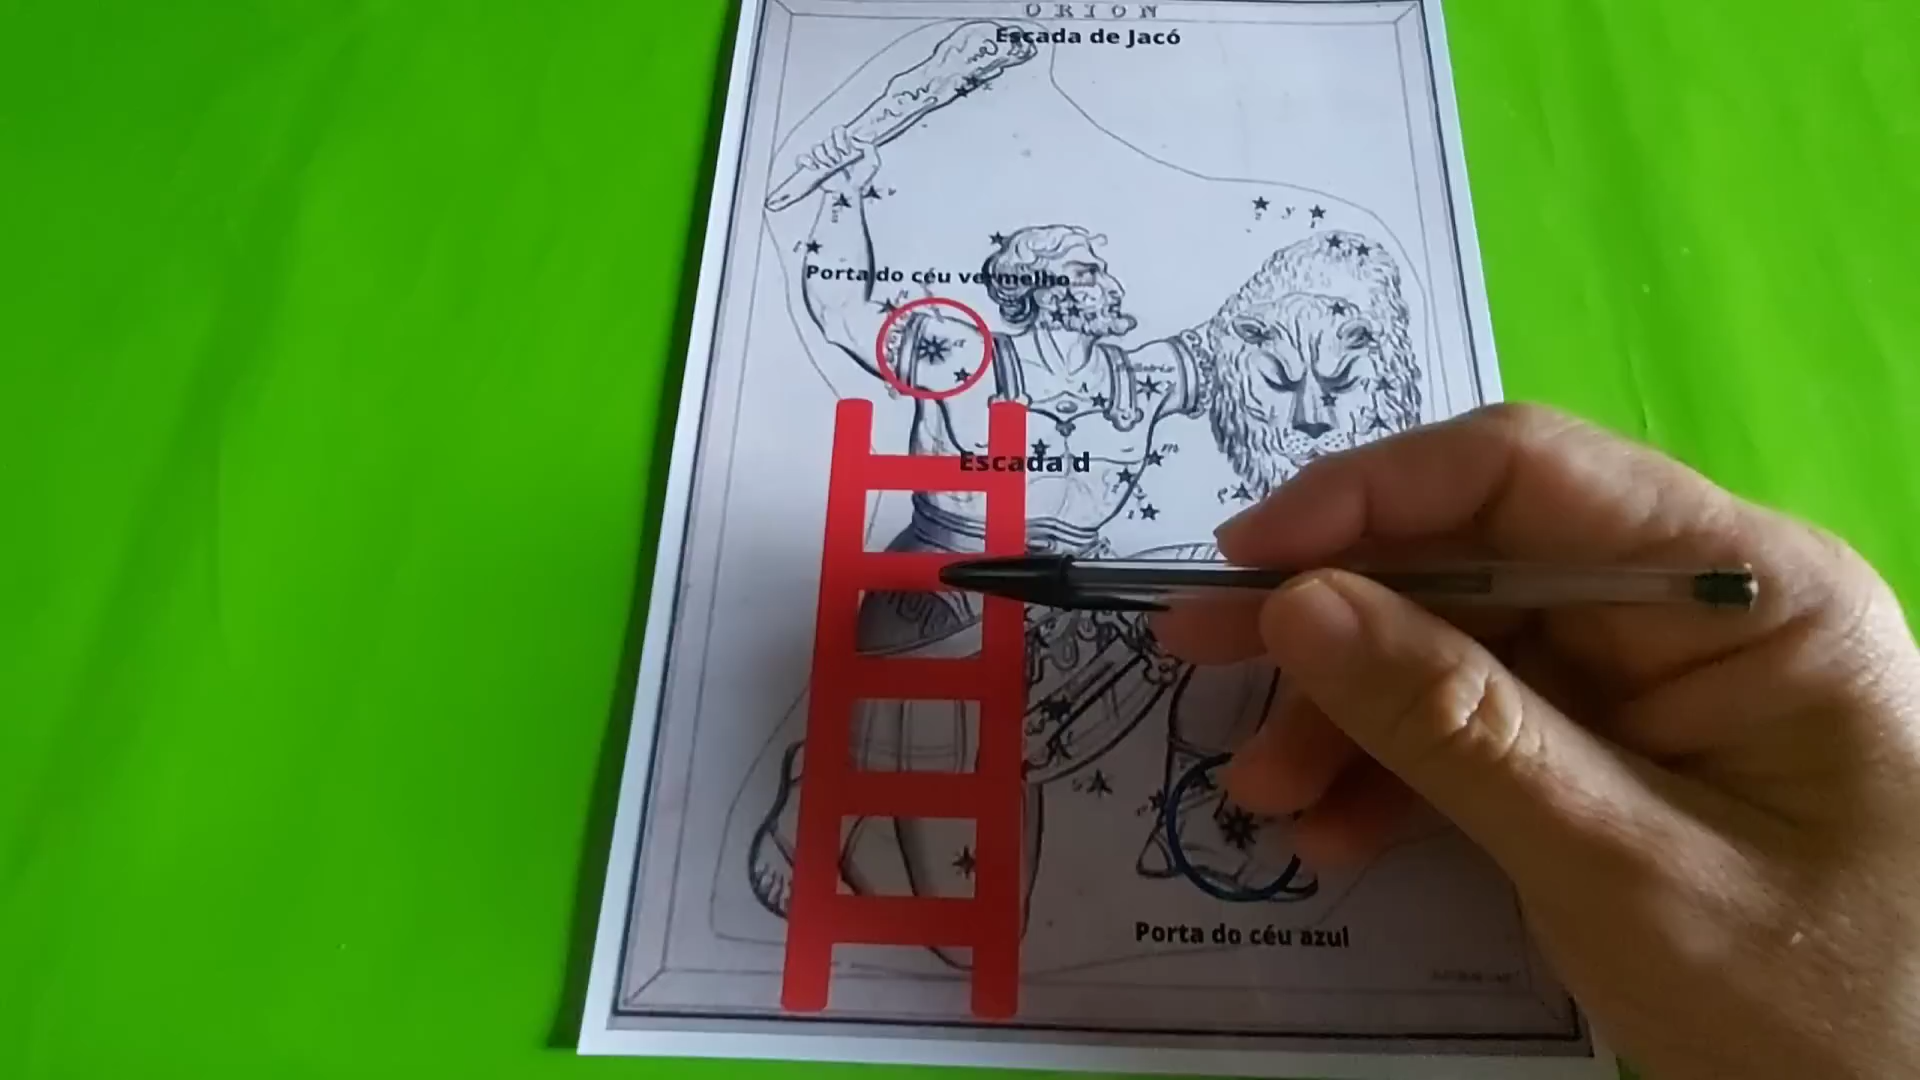 ORION
Escada de Jacó
Porta do céu vermelho
Escada d
Porta do céu azul